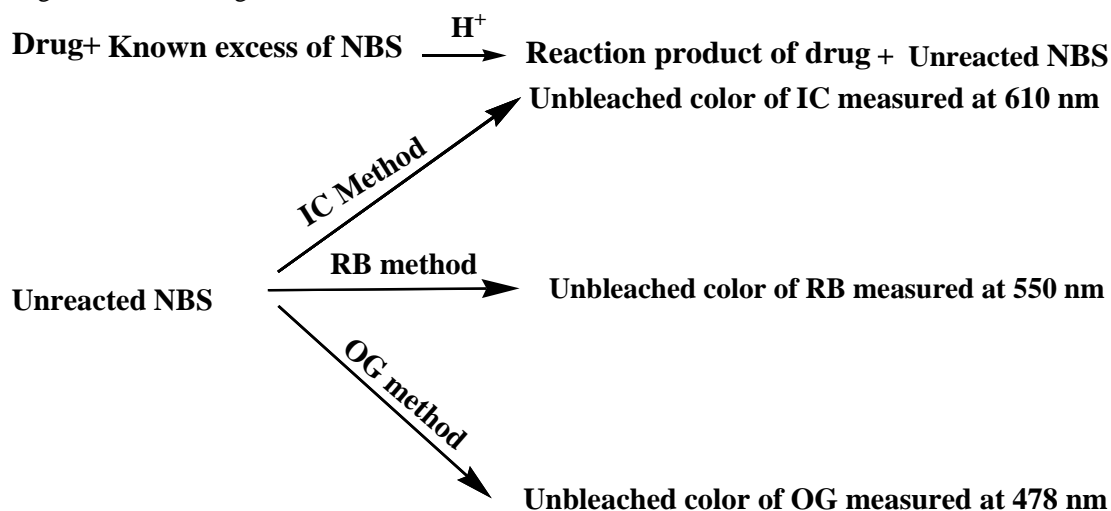 H+
Drug+ Known excess of NBS Reaction product of drug + Unreacted NBS
Unbleached color of IC measured at 610 nm
IC Method
RB method
Unreacted NBS Unbleached color of RB measured at 550 nm
OG method
Unbleached color of OG measured at 478 nm